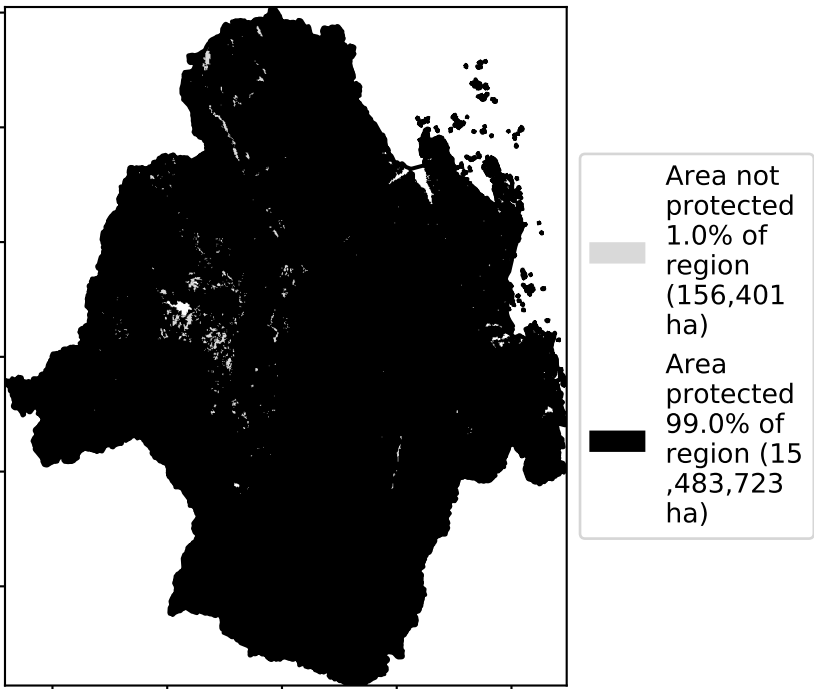 Area not
protected
1.0% of
region
(156,401
ha)
Area
protected
99.0% of
region (15
,483,723
ha)